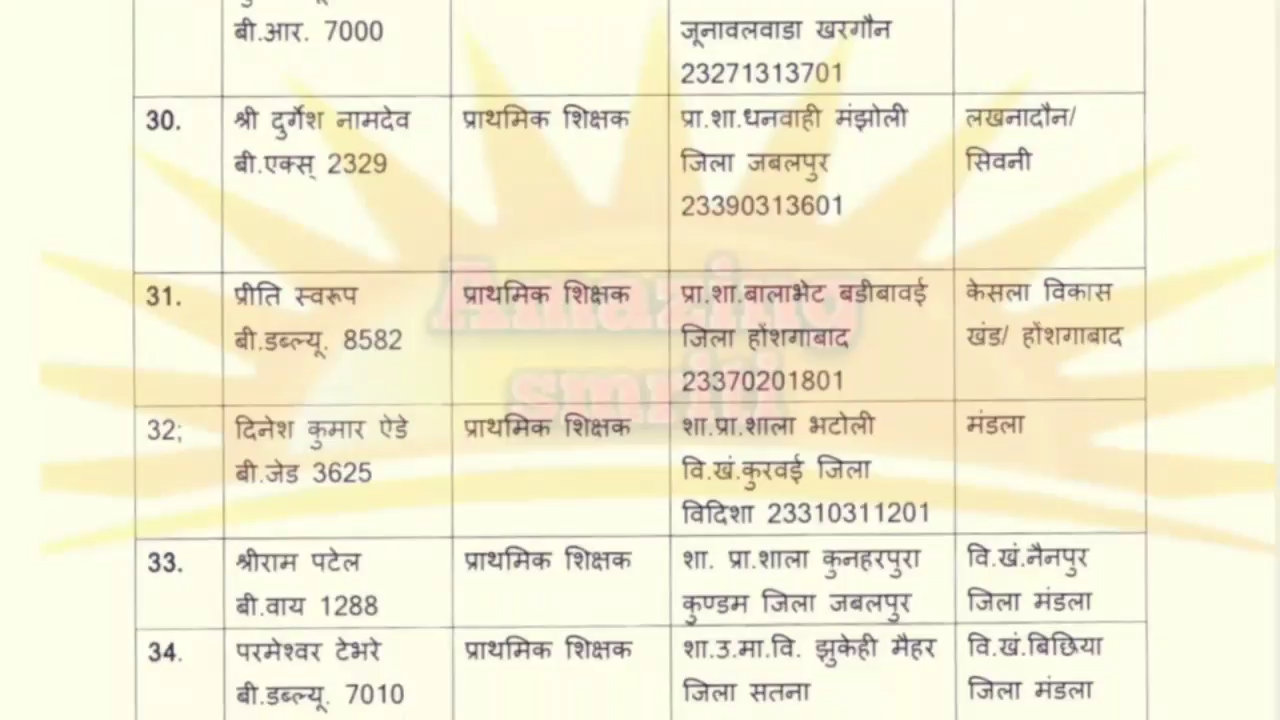 बी.आर. 7000
जूनावलवाडा खरगौन
23271313701
30. श्री दुर्गेश नामदेव प्राथमिक शिक्षक प्रा.शा.धनवाही मंझोली लखनादौन/
बी.एक्स् 2329 जिला जबलपुर सिवनी
23390313601
31. प्रीति स्वरूप प्राथमिक शिक्षक प्रा.शा.बालाभेट बडीबावई केसला विकास
बी.डब्ल्यू. 8582 जिला होंशगाबाद खंड/ होंशगाबाद
23370201801
32; दिनेश कुमार ऐडे प्राथमिक शिक्षक शा.प्रा.शाला भटोली मंडला
बी.जेड 3625 वि.खं.कुरवई जिला
विदिशा 23310311201
33. श्रीराम पटेल प्राथमिक शिक्षक शा. प्रा.शाला कुनहरपुरा वि.खं.नैनपुर
बी.वाय 1288 कुण्डम जिला जबलपुर जिला मंडला
34. परमेश्वर टेभरे प्राथमिक शिक्षक शा.उ.मा.वि. झुकेही मैहर वि.खं.बिछिया
बी.डब्ल्यू. 7010 जिला सतना जिला मंडला
Amazing
smriti